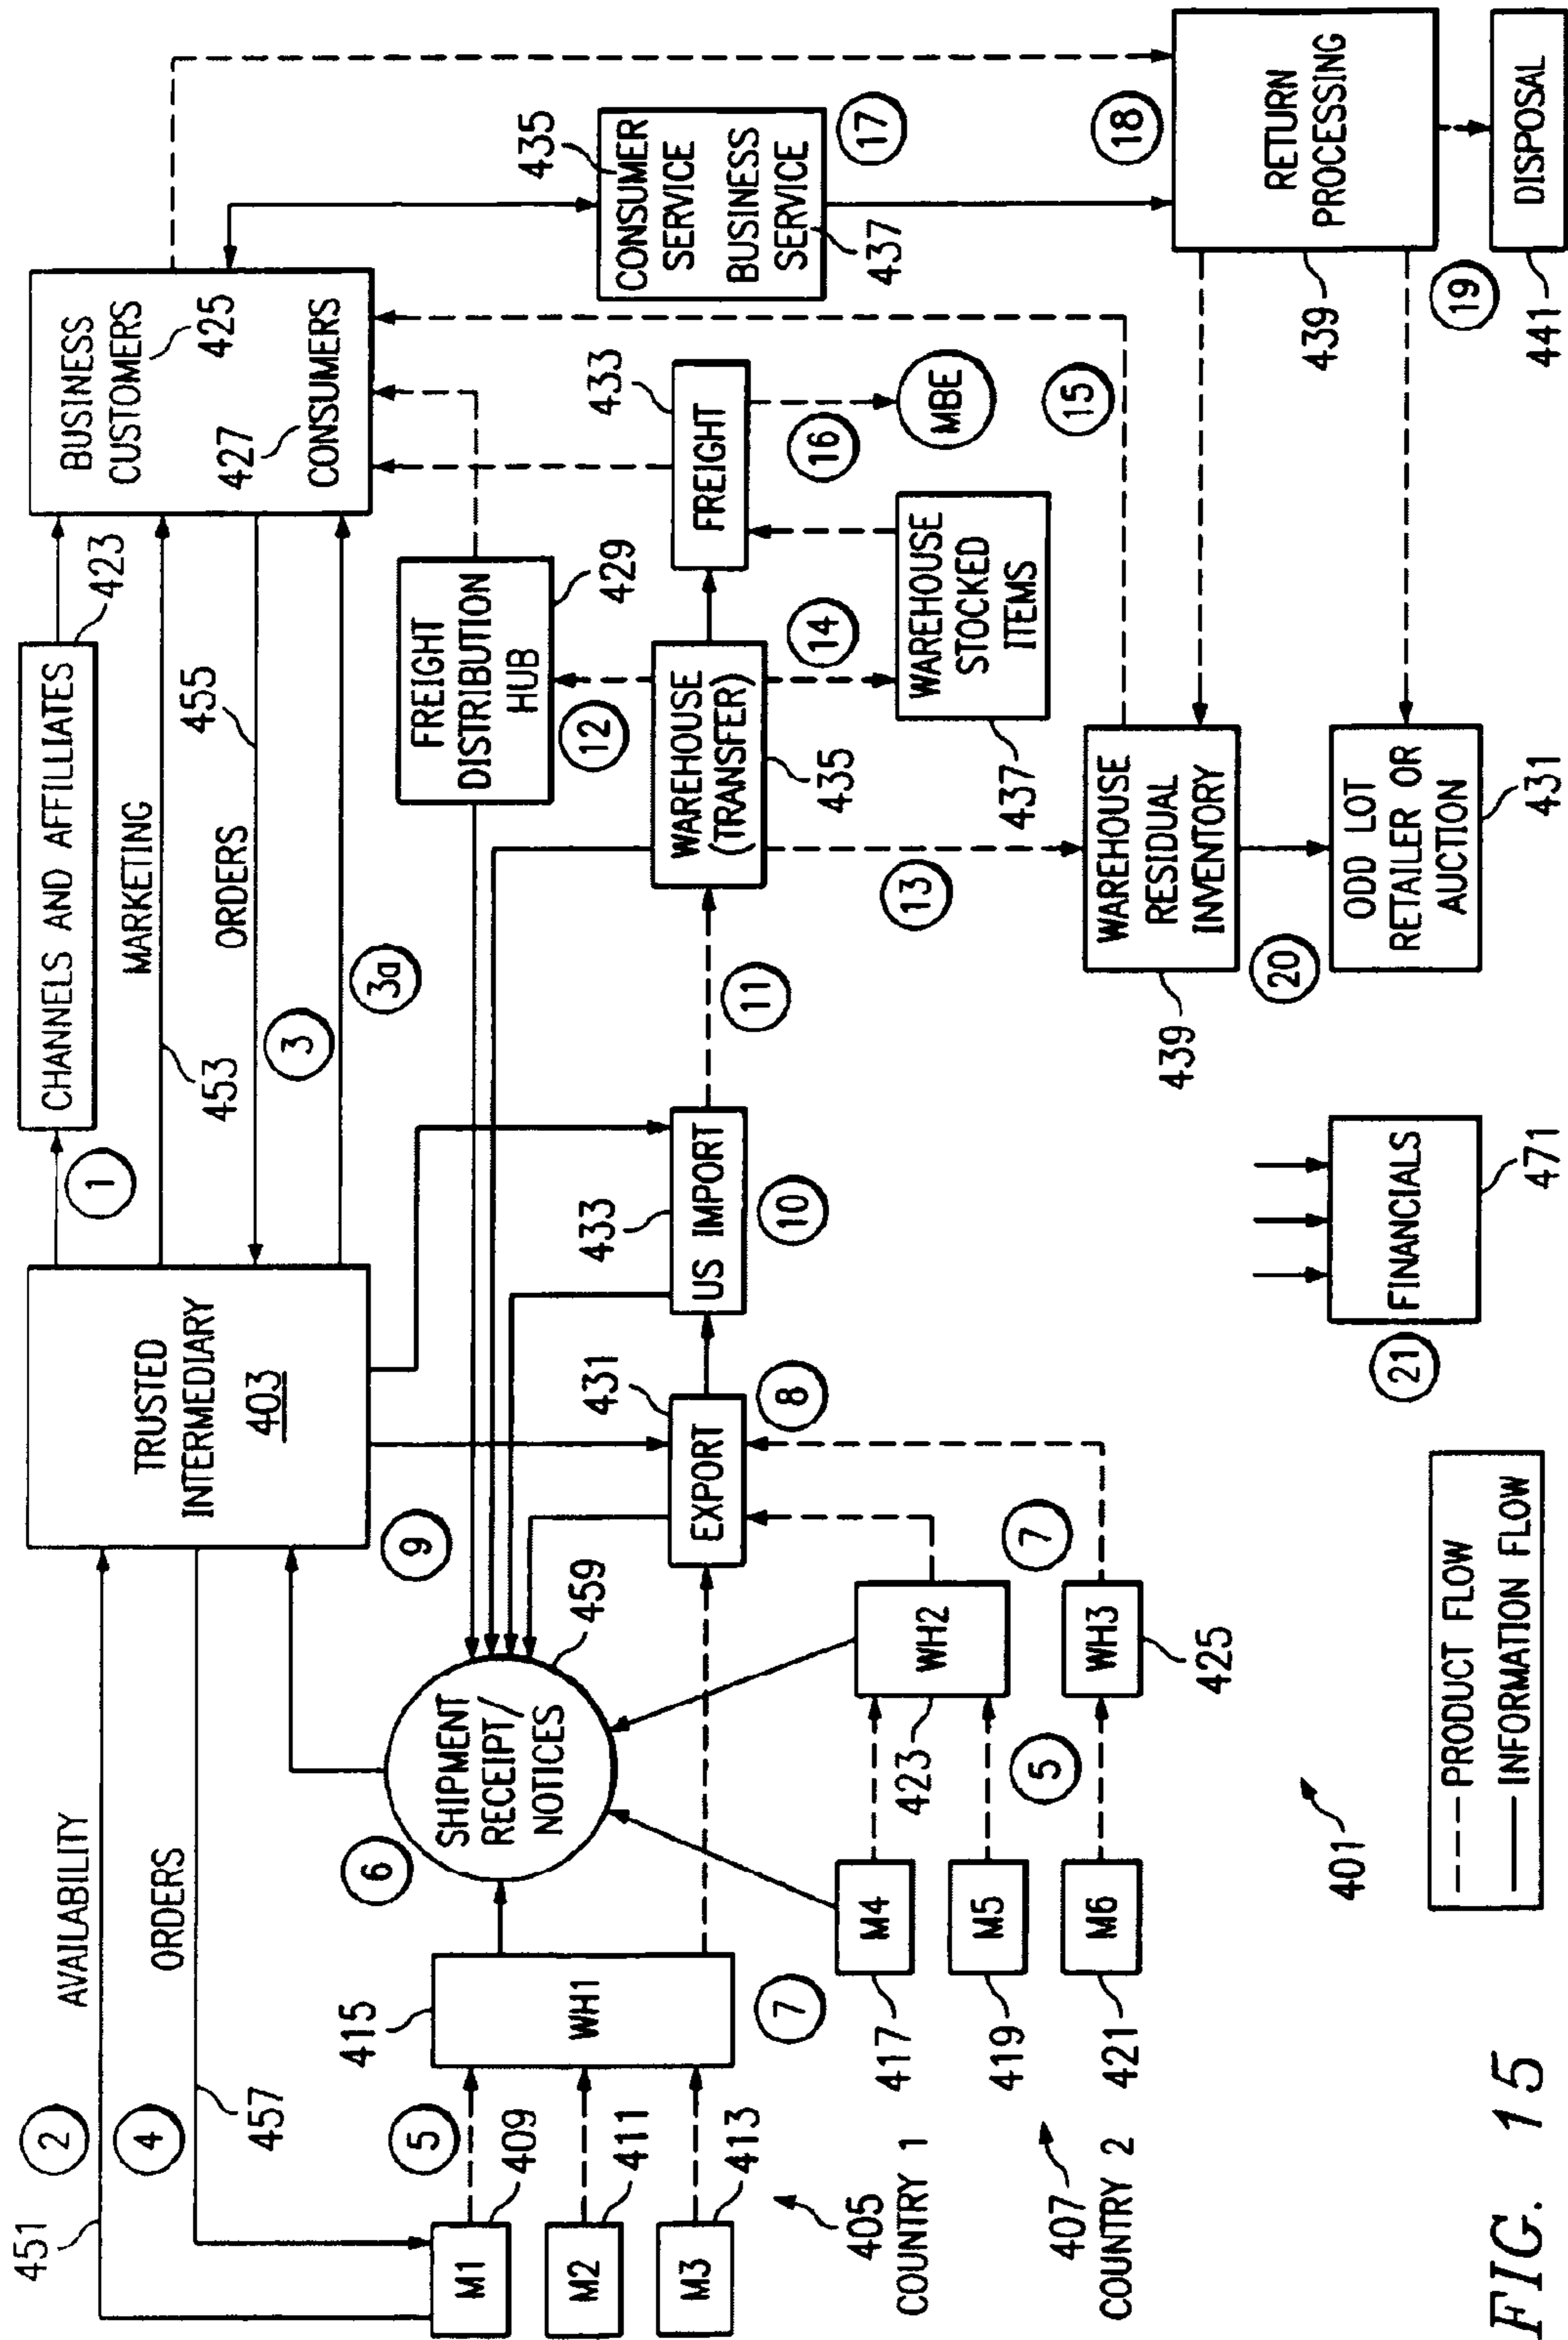 451
2
AVAILABILITY
4
ORDERS
457
TRUSTED
INTERMEDIARY
403
1
CHANNELS AND AFFILLIATES
423
MARKETING
453
ORDERS
455
3
3a
BUSINESS
CUSTOMERS
425
427
CONSUMERS
5
M1
409
M2
411
M3
413
415
WH1
7
6
SHIPMENT
RECEIPT/
NOTICES
459
9
EXPORT
431
8
US IMPORT
433
10
11
FREIGHT
DISTRIBUTION
HUB
429
12
WAREHOUSE
(TRANSFER)
435
13
14
FREIGHT
433
16
MBE
WAREHOUSE
STOCKED
ITEMS
437
15
CONSUMER
SERVICE
435
BUSINESS
SERVICE
437
17
18
RETURN
PROCESSING
439
19
DISPOSAL
441
405
COUNTRY 1
407
COUNTRY 2
M4
417
M5
419
M6
421
WH2
423
5
7
WH3
425
WAREHOUSE
RESIDUAL
INVENTORY
439
20
ODD LOT
RETAILER OR
AUCTION
431
401
PRODUCT FLOW
INFORMATION FLOW
21
FINANCIALS
471
FIG. 15